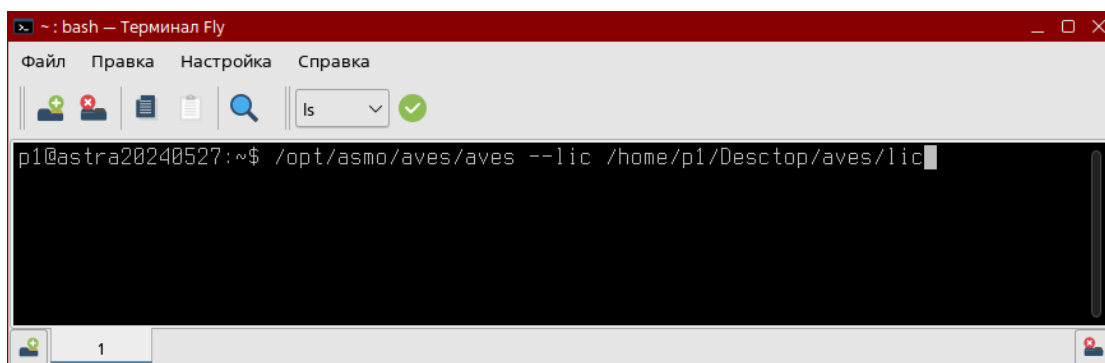 ~ : bash — Терминал Fly
Файл Правка Настройка Справка
ls
p1@astra20240527:~$ /opt/asmo/aves/aves --lic /home/p1/Desctop/aves/lic
1